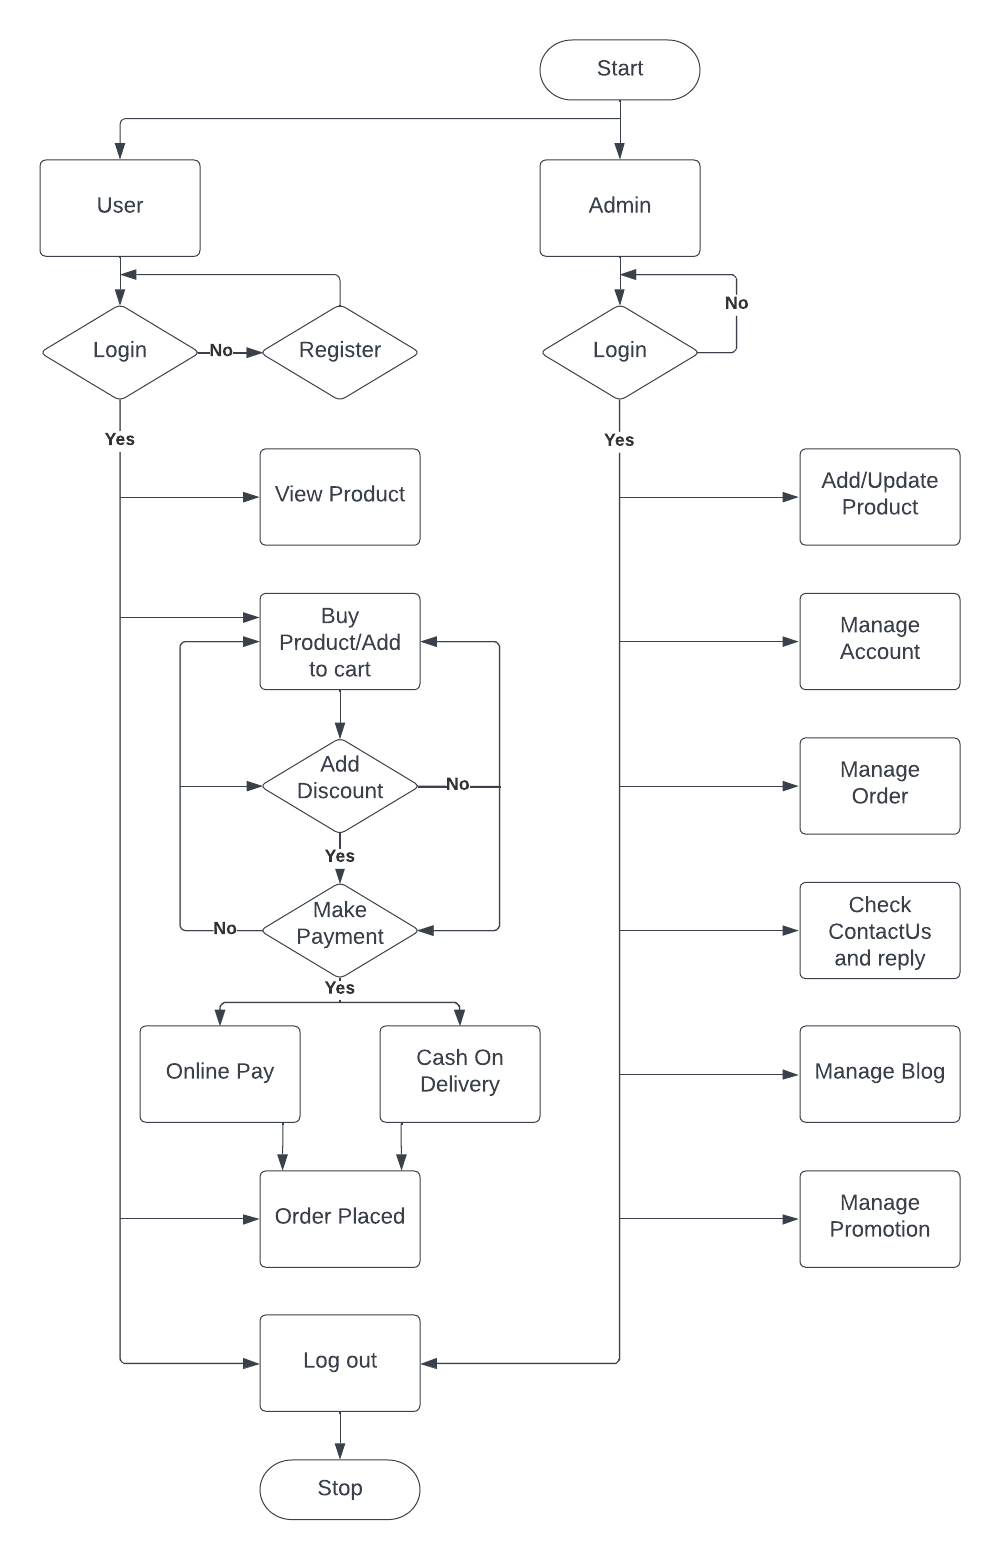 Start
User
Admin
Login
No
Register
Login
No
Yes
Yes
View Product
Add/Update
Product
Buy
Product/Add
to cart
Manage
Account
Add
Discount
No
Manage
Order
Yes
Make
Payment
No
Check
ContactUs
and reply
Yes
Online Pay
Cash On
Delivery
Manage Blog
Order Placed
Manage
Promotion
Log out
Stop